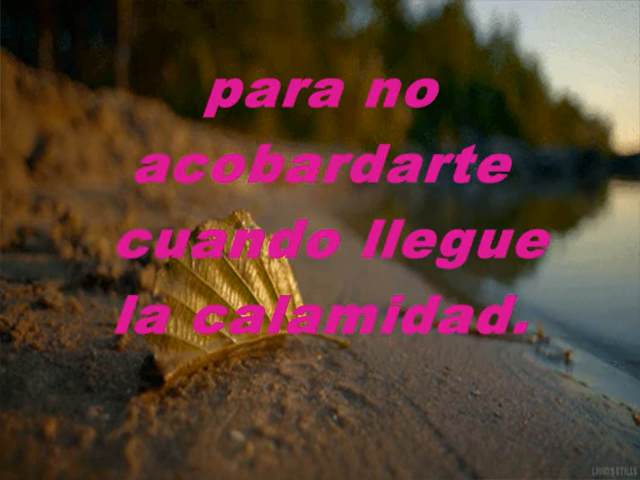 para no
acobardarte
cuando llegue
la calamidad.